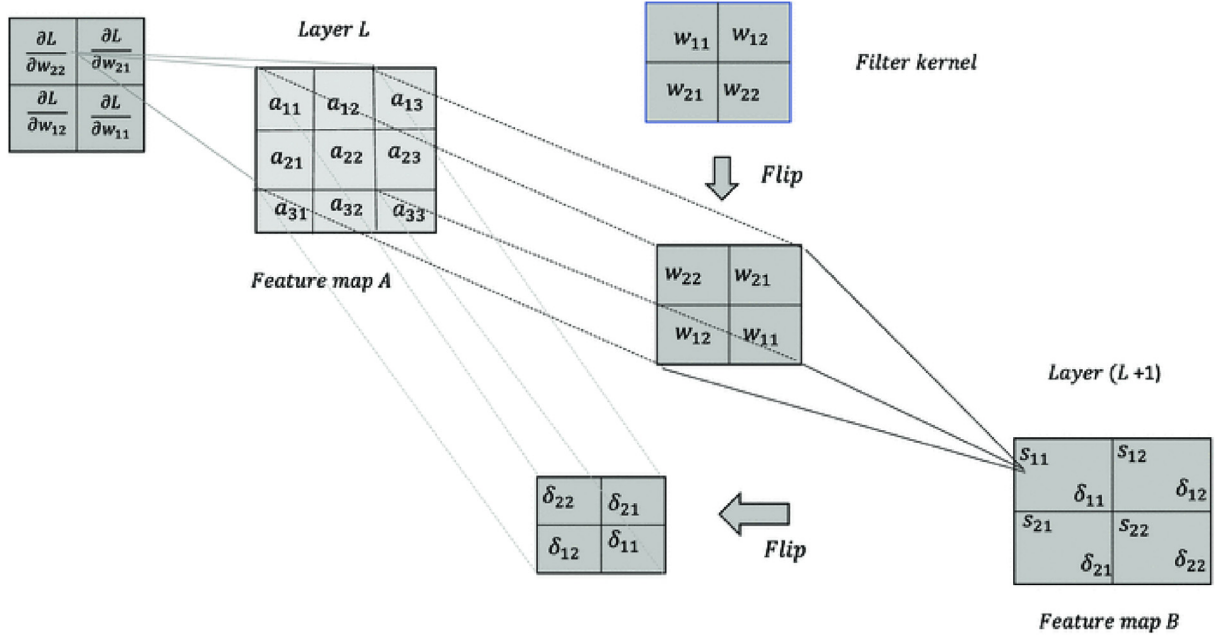 ∂L/∂w₂₂ ∂L/∂w₂₁
∂L/∂w₁₂ ∂L/∂w₁₁
Layer L
a₁₁ a₁₂ a₁₃
a₂₁ a₂₂ a₂₃
a₃₁ a₃₂ a₃₃
Feature map A
w₁₁ w₁₂
w₂₁ w₂₂
Filter kernel
Flip
w₂₂ w₂₁
w₁₂ w₁₁
Layer (L +1)
s₁₁ s₁₂
δ₁₁ δ₁₂
s₂₁ s₂₂
δ₂₁ δ₂₂
Feature map B
Flip
δ₂₂ δ₂₁
δ₁₂ δ₁₁